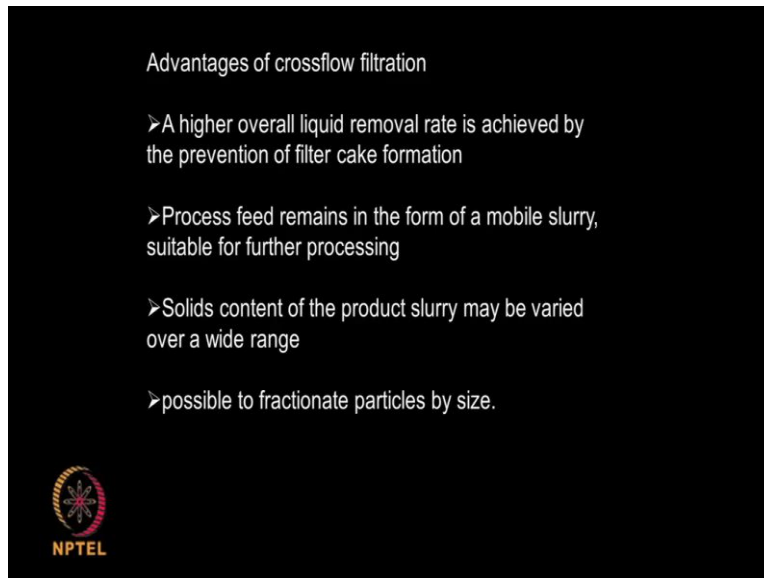 Advantages of crossflow filtration
➢A higher overall liquid removal rate is achieved by
the prevention of filter cake formation
➢Process feed remains in the form of a mobile slurry,
suitable for further processing
➢Solids content of the product slurry may be varied
over a wide range
➢possible to fractionate particles by size.
NPTEL